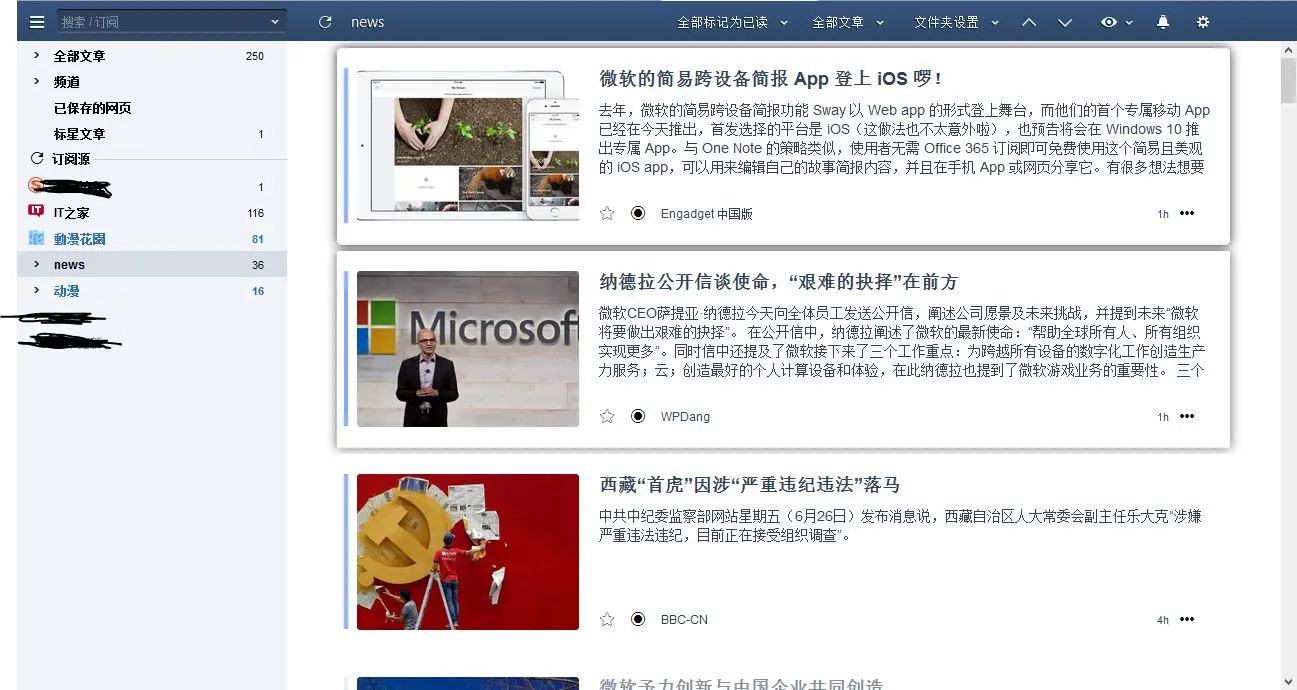 搜索 / 订阅
news
全部标记为已读
全部文章
文件夹设置
全部文章 250
频道
已保存的网页
标星文章 1
订阅源
1
IT之家 116
動漫花園 81
news 36
动漫 16
微软的简易跨设备简报 App 登上 iOS 啰！
去年，微软的简易跨设备简报功能 Sway 以 Web app 的形式登上舞台，而他们的首个专属移动 App
已经在今天推出，首发选择的平台是 iOS（这做法也不太意外啦），也预告将会在 Windows 10 推
出专属 App。与 One Note 的策略类似，使用者无需 Office 365 订阅即可免费使用这个简易且美观
的 iOS app，可以用来编辑自己的故事简报内容，并且在手机 App 或网页分享它。有很多想法想要
Engadget 中国版 1h
Microsoft
纳德拉公开信谈使命，“艰难的抉择”在前方
微软CEO萨提亚·纳德拉今天向全体员工发送公开信，阐述公司愿景及未来挑战，并提到未来“微软
将要做出艰难的抉择”。 在公开信中，纳德拉阐述了微软的最新使命：“帮助全球所有人、所有组织
实现更多”。同时信中还提及了微软接下来了三个工作重点：为跨越所有设备的数字化工作创造生产
力服务；云；创造最好的个人计算设备和体验，在此纳德拉也提到了微软游戏业务的重要性。 三个
WPDang 1h
西藏“首虎”因涉“严重违纪违法”落马
中共中纪委监察部网站星期五（6月26日）发布消息说，西藏自治区人大常委会副主任乐大克“涉嫌
严重违法违纪，目前正在接受组织调查”。
BBC-CN 4h
微软予力创新与中国企业共同创造